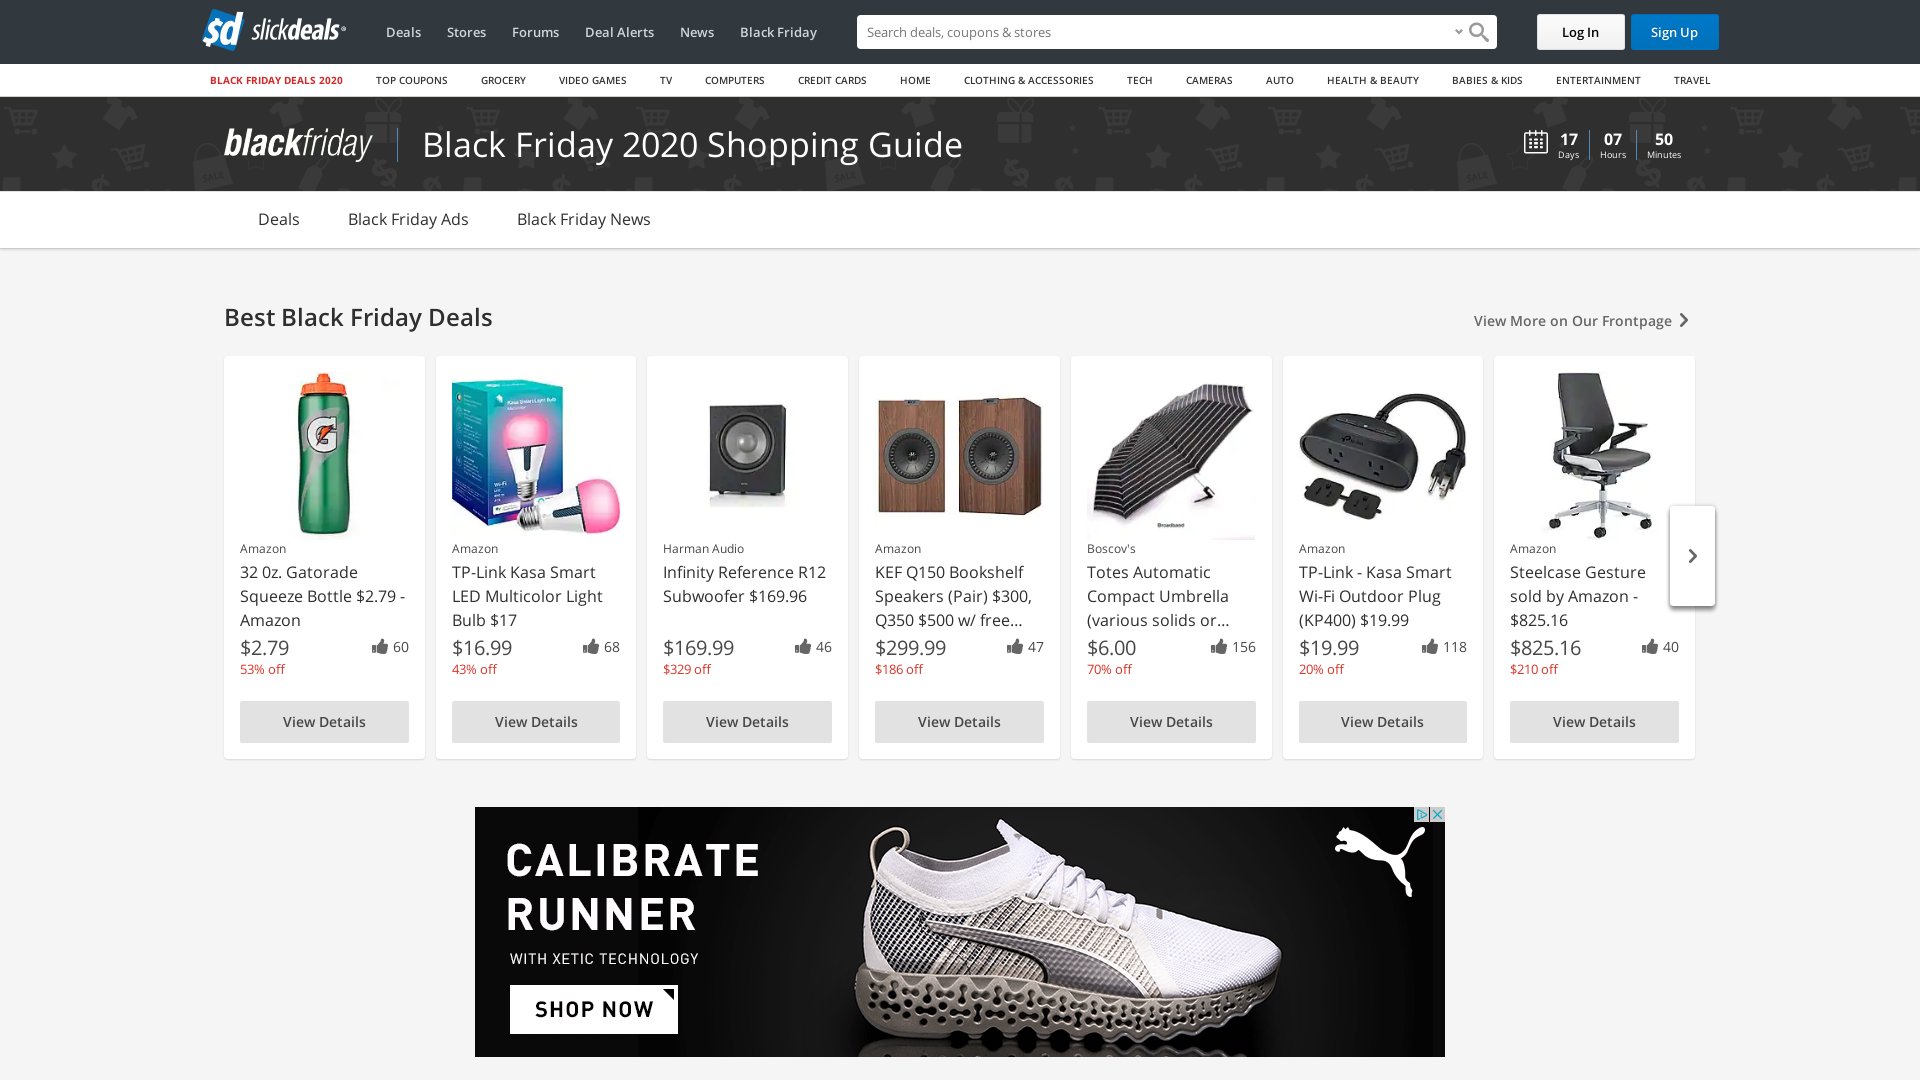 sd slickdeals
Deals
Stores
Forums
Deal Alerts
News
Black Friday
Search deals, coupons & stores
Log In
Sign Up
BLACK FRIDAY DEALS 2020
TOP COUPONS
GROCERY
VIDEO GAMES
TV
COMPUTERS
CREDIT CARDS
HOME
CLOTHING & ACCESSORIES
TECH
CAMERAS
AUTO
HEALTH & BEAUTY
BABIES & KIDS
ENTERTAINMENT
TRAVEL
blackfriday
Black Friday 2020 Shopping Guide
17
Days
07
Hours
50
Minutes
Deals
Black Friday Ads
Black Friday News
Best Black Friday Deals
View More on Our Frontpage
G
Amazon
32 0z. Gatorade
Squeeze Bottle $2.79 -
Amazon
$2.79
60
53% off
View Details
Kasa Smart Light Bulb
Amazon
TP-Link Kasa Smart
LED Multicolor Light
Bulb $17
$16.99
68
43% off
View Details
Harman Audio
Infinity Reference R12
Subwoofer $169.96
$169.99
46
$329 off
View Details
Amazon
KEF Q150 Bookshelf
Speakers (Pair) $300,
Q350 $500 w/ free...
$299.99
47
$186 off
View Details
Broadband
Boscov's
Totes Automatic
Compact Umbrella
(various solids or...
$6.00
156
70% off
View Details
Amazon
TP-Link - Kasa Smart
Wi-Fi Outdoor Plug
(KP400) $19.99
$19.99
118
20% off
View Details
Amazon
Steelcase Gesture
sold by Amazon -
$825.16
$825.16
40
$210 off
View Details
CALIBRATE
RUNNER
WITH XETIC TECHNOLOGY
SHOP NOW